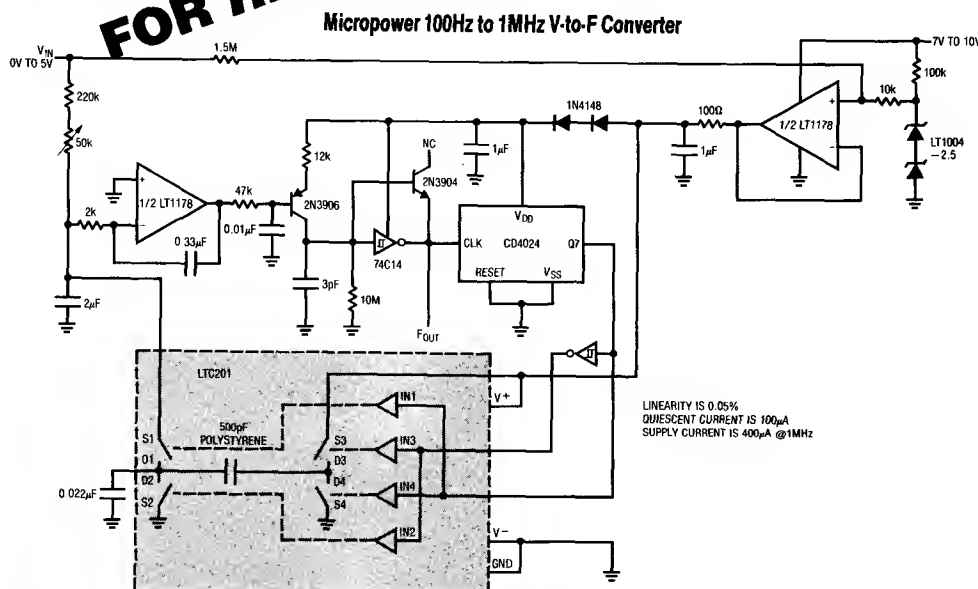 FOR
Micropower 100Hz to 1MHz V-to-F Converter
VIN
0V TO 5V
1.5M
7V TO 10V
220k
100k
10k
1N4148
100Ω
+
1/2 LT1178
−
LT1004
−2.5
50k
12k
1µF
NC
2N3904
1µF
+
1/2 LT1178
−
47k
2N3906
2k
0.01µF
0 33µF
VDD
CLK
CD4024
Q7
RESET
VSS
74C14
3pF
10M
2µF
FOUT
LTC201
V+
IN1
500pF
POLYSTYRENE
S1
S3
IN3
D1
D3
D2
D4
IN4
0 022µF
S2
S4
IN2
V−
GND
LINEARITY IS 0.05%
QUIESCENT CURRENT IS 100µA
SUPPLY CURRENT IS 400µA @1MHz